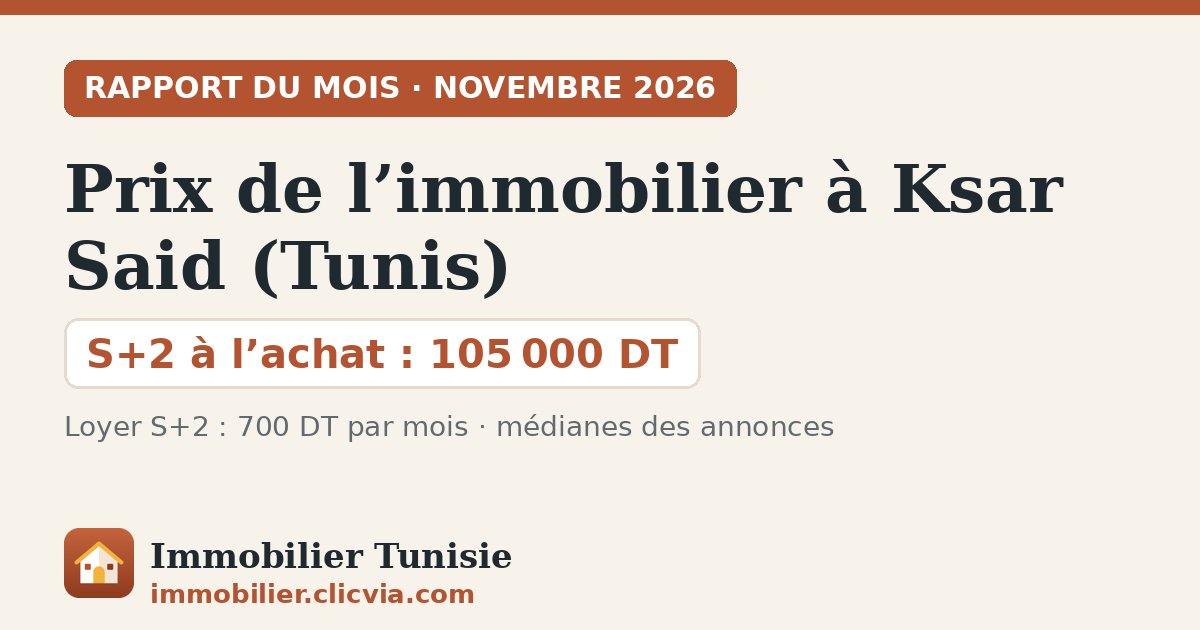 RAPPORT DU MOIS · NOVEMBRE 2026
Prix de l’immobilier à Ksar
Said (Tunis)
S+2 à l’achat : 105 000 DT
Loyer S+2 : 700 DT par mois · médianes des annonces
Immobilier Tunisie
immobilier.clicvia.com